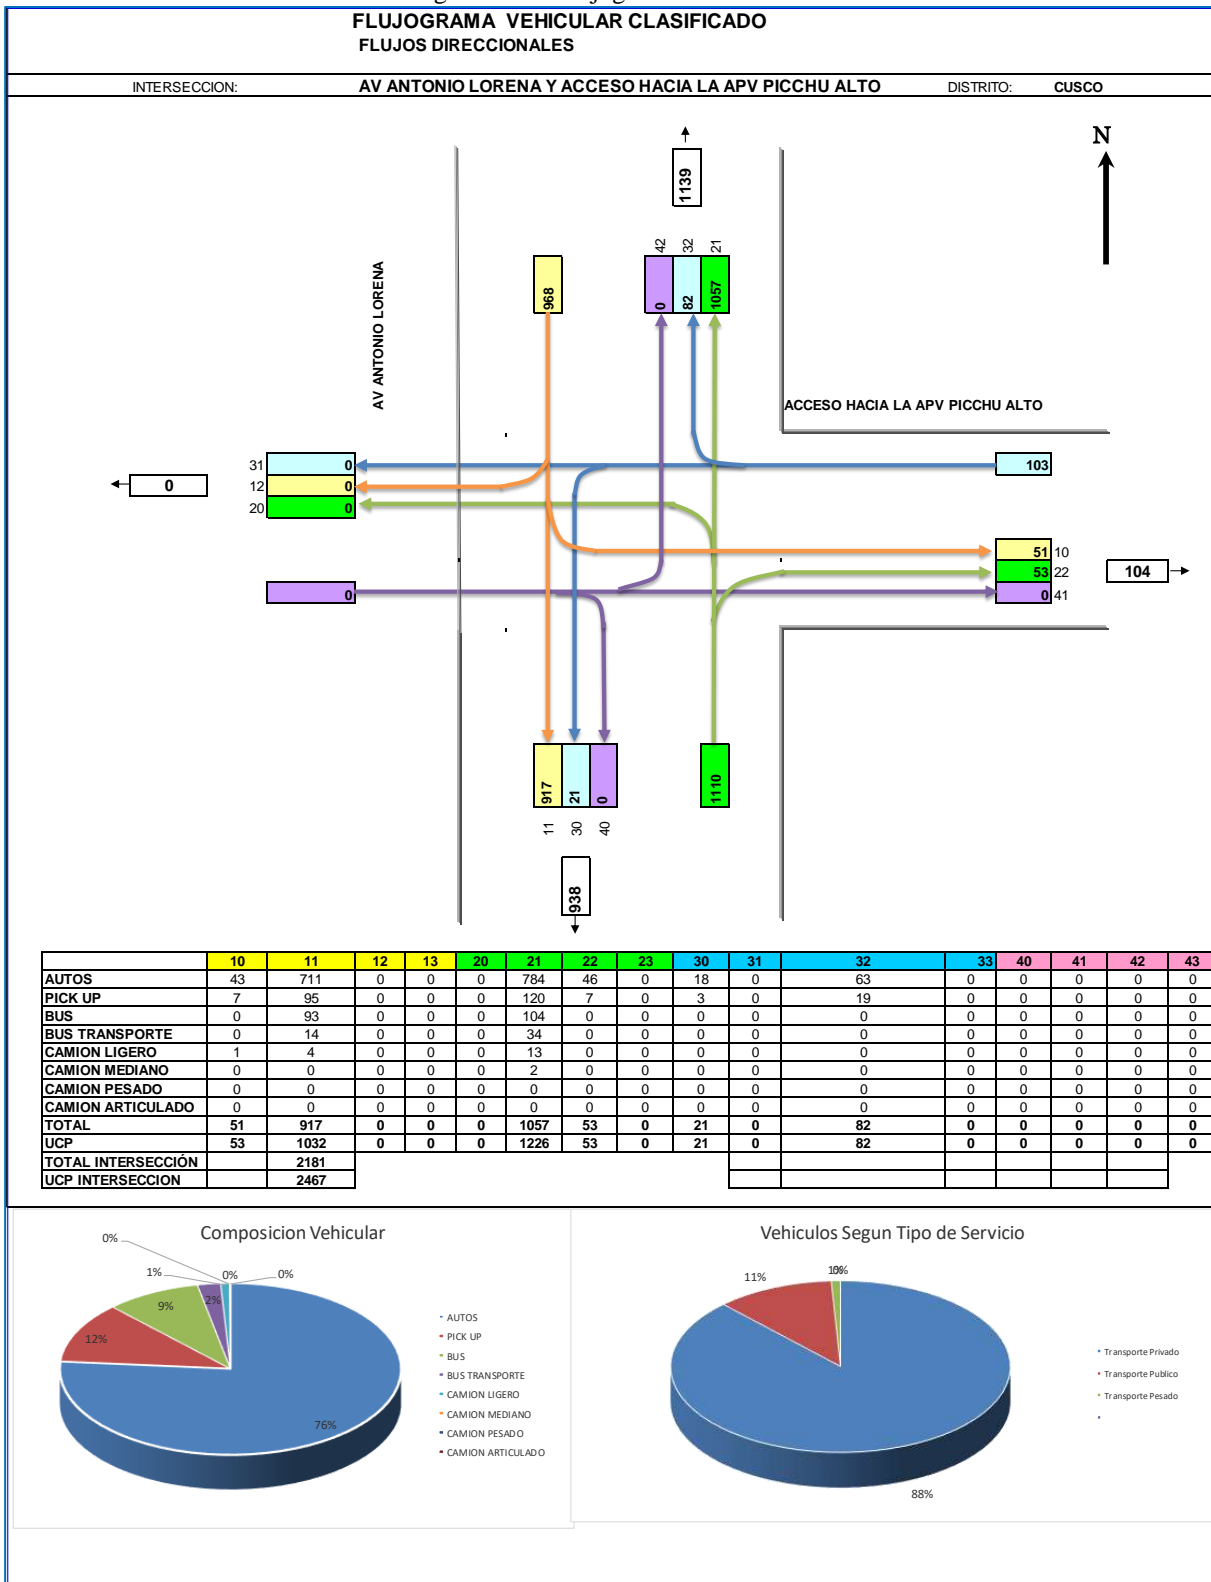 FLUJOGRAMA VEHICULAR CLASIFICADO
FLUJOS DIRECCIONALES
INTERSECCION: AV ANTONIO LORENA Y ACCESO HACIA LA APV PICCHU ALTO DISTRITO: CUSCO
N
1139
42 32 21
968 0 82 1057
AV ANTONIO LORENA
ACCESO HACIA LA APV PICCHU ALTO
31 0
103
0
12 0
20 0
51 10
53 22
104
0 41
0
917 21 0
1110
11 30 40
938
10 11 12 13 20 21 22 23 30 31 32 33 40 41 42 43
AUTOS 43 711 0 0 0 784 46 0 18 0 63 0 0 0 0 0
PICK UP 7 95 0 0 0 120 7 0 3 0 19 0 0 0 0 0
BUS 0 93 0 0 0 104 0 0 0 0 0 0 0 0 0 0
BUS TRANSPORTE 0 14 0 0 0 34 0 0 0 0 0 0 0 0 0 0
CAMION LIGERO 1 4 0 0 0 13 0 0 0 0 0 0 0 0 0 0
CAMION MEDIANO 0 0 0 0 0 2 0 0 0 0 0 0 0 0 0 0
CAMION PESADO 0 0 0 0 0 0 0 0 0 0 0 0 0 0 0 0
CAMION ARTICULADO 0 0 0 0 0 0 0 0 0 0 0 0 0 0 0 0
TOTAL 51 917 0 0 0 1057 53 0 21 0 82 0 0 0 0 0
UCP 53 1032 0 0 0 1226 53 0 21 0 82 0 0 0 0 0
TOTAL INTERSECCIÓN 2181
UCP INTERSECCION 2467
Composicion Vehicular
0%
1%
0%
0%
9%
2%
12%
76%
AUTOS
PICK UP
BUS
BUS TRANSPORTE
CAMION LIGERO
CAMION MEDIANO
CAMION PESADO
CAMION ARTICULADO
Vehiculos Segun Tipo de Servicio
11%
1%
0%
88%
Transporte Privado
Transporte Publico
Transporte Pesado